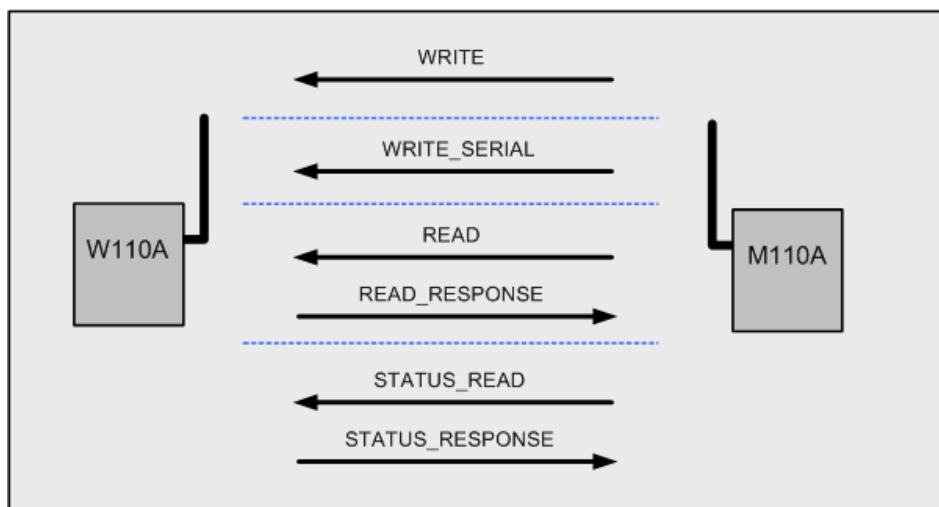 WRITE
WRITE_SERIAL
W110A
READ
M110A
READ_RESPONSE
STATUS_READ
STATUS_RESPONSE